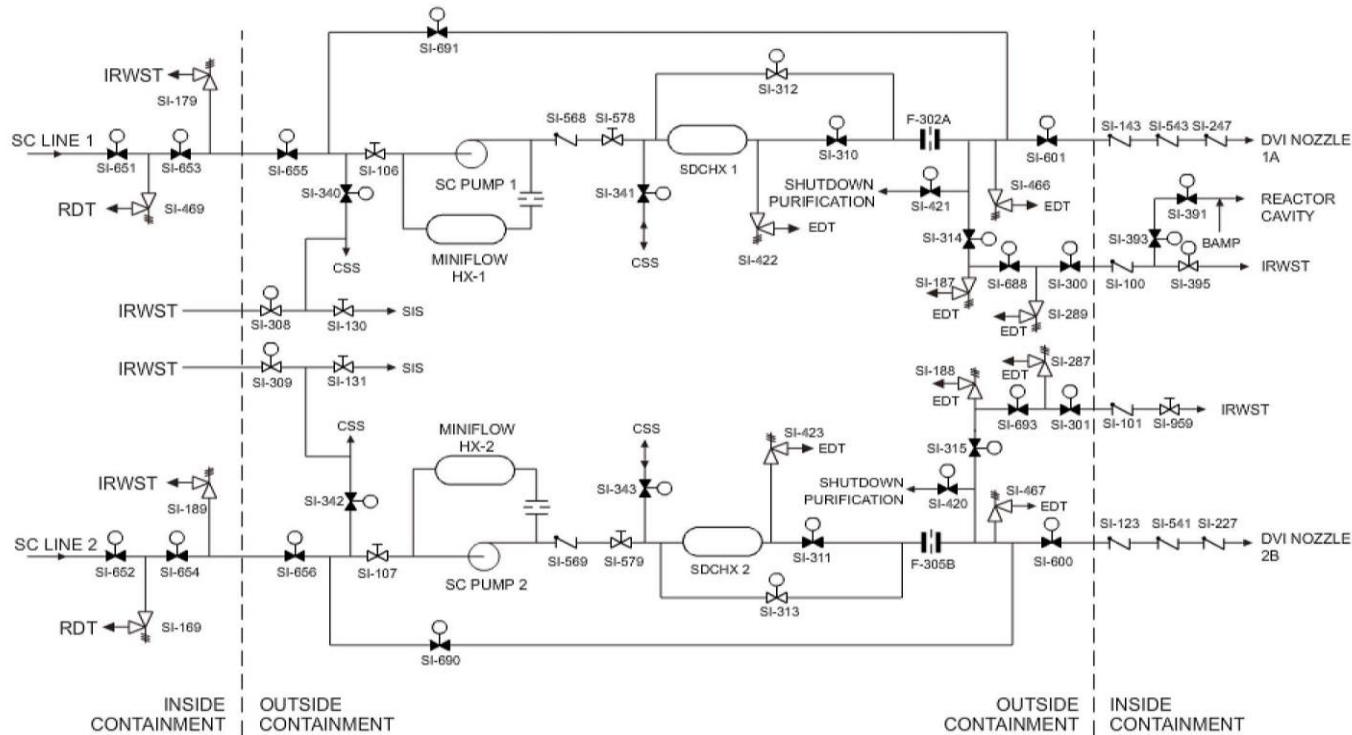 SI-691
IRWST
SI-179
SI-312
SI-568
SI-578
F-302A
SC LINE 1
SI-651
SI-653
SI-655
SI-106
SC PUMP 1
SDCHX 1
SI-310
SI-601
SI-143
SI-543
SI-247
DVI NOZZLE
1A
SI-340
SI-341
SHUTDOWN
PURIFICATION
SI-421
SI-466
EDT
RDT
SI-469
SI-391
REACTOR
CAVITY
MINIFLOW
HX-1
CSS
CSS
EDT
SI-422
SI-314
SI-393
BAMP
SI-187
EDT
SI-688
SI-300
SI-100
SI-395
IRWST
IRWST
SI-308
SI-130
SIS
EDT
SI-289
IRWST
SI-309
SI-131
SIS
SI-188
EDT
EDT
SI-287
MINIFLOW
HX-2
CSS
CSS
SI-423
EDT
SI-693
SI-301
SI-101
SI-959
IRWST
SI-315
IRWST
SI-189
SI-342
SI-343
SHUTDOWN
PURIFICATION
SI-420
SI-467
EDT
SC LINE 2
SI-652
SI-654
SI-656
SI-107
SC PUMP 2
SI-569
SI-579
SDCHX 2
SI-311
F-305B
SI-600
SI-123
SI-541
SI-227
DVI NOZZLE
2B
SI-313
RDT
SI-169
SI-690
INSIDE
CONTAINMENT
OUTSIDE
CONTAINMENT
OUTSIDE
CONTAINMENT
INSIDE
CONTAINMENT